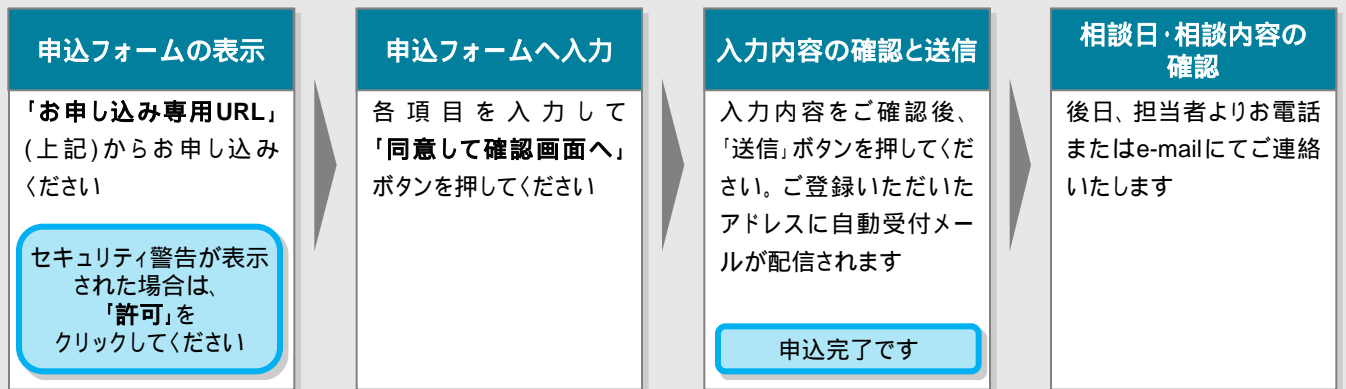 申込フォームの表示
「お申し込み専用URL」
(上記)からお申し込み
ください
セキュリティ警告が表示
された場合は、
「許可」を
クリックしてください
申込フォームへ入力
各項目を入力して
「同意して確認画面へ」
ボタンを押してください
入力内容の確認と送信
入力内容をご確認後、
「送信」ボタンを押してくだ
さい。ご登録いただいた
アドレスに自動受付メー
ルが配信されます
申込完了です
相談日・相談内容の
確認
後日、担当者よりお電話
またはe-mailにてご連絡
いたします